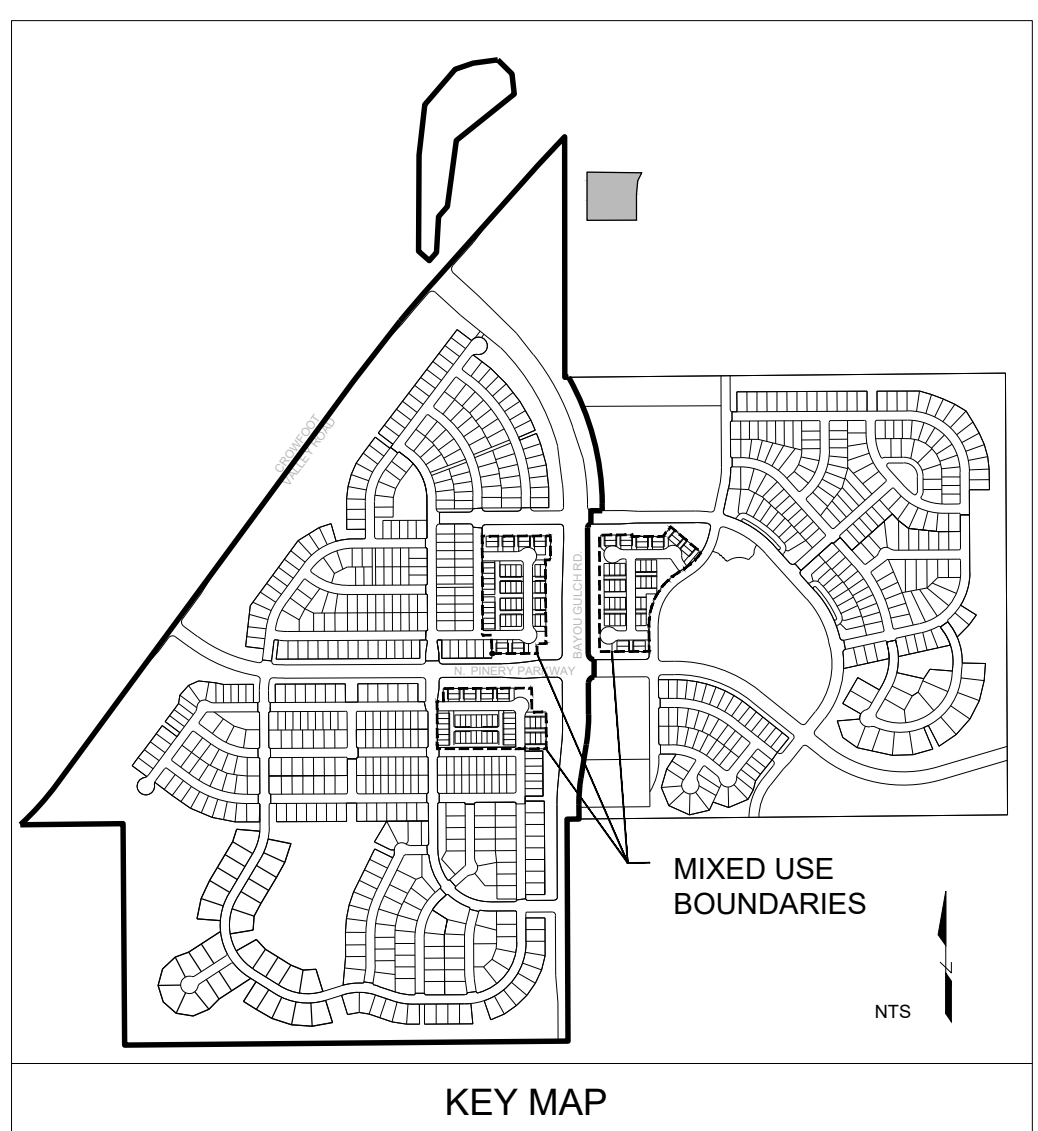 CROWFOOT
VALLEY ROAD
BAYOU GULCH RD.
N. PINERY PARKWAY
MIXED USE
BOUNDARIES
N
NTS
KEY MAP